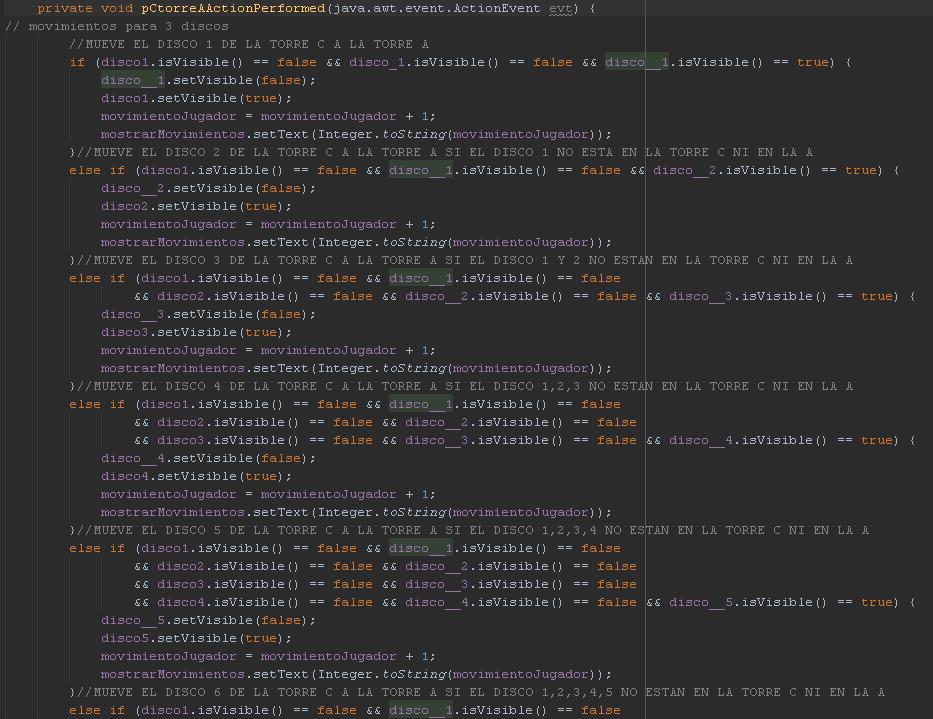 private void pCtorreAActionPerformed(java.awt.event.ActionEvent evt) {
// movimientos para 3 discos
//MUEVE EL DISCO 1 DE LA TORRE C A LA TORRE A
if (disco1.isVisible() == false && disco_1.isVisible() == false && disco__1.isVisible() == true) {
disco__1.setVisible(false);
disco1.setVisible(true);
movimientoJugador = movimientoJugador + 1;
mostrarMovimientos.setText(Integer.toString(movimientoJugador));
}//MUEVE EL DISCO 2 DE LA TORRE C A LA TORRE A SI EL DISCO 1 NO ESTA EN LA TORRE C NI EN LA A
else if (disco1.isVisible() == false && disco__1.isVisible() == false && disco__2.isVisible() == true) {
disco__2.setVisible(false);
disco2.setVisible(true);
movimientoJugador = movimientoJugador + 1;
mostrarMovimientos.setText(Integer.toString(movimientoJugador));
}//MUEVE EL DISCO 3 DE LA TORRE C A LA TORRE A SI EL DISCO 1 Y 2 NO ESTAN EN LA TORRE C NI EN LA A
else if (disco1.isVisible() == false && disco__1.isVisible() == false
&& disco2.isVisible() == false && disco__2.isVisible() == false && disco__3.isVisible() == true) {
disco__3.setVisible(false);
disco3.setVisible(true);
movimientoJugador = movimientoJugador + 1;
mostrarMovimientos.setText(Integer.toString(movimientoJugador));
}//MUEVE EL DISCO 4 DE LA TORRE C A LA TORRE A SI EL DISCO 1,2,3 NO ESTAN EN LA TORRE C NI EN LA A
else if (disco1.isVisible() == false && disco__1.isVisible() == false
&& disco2.isVisible() == false && disco__2.isVisible() == false
&& disco3.isVisible() == false && disco__3.isVisible() == false && disco__4.isVisible() == true) {
disco__4.setVisible(false);
disco4.setVisible(true);
movimientoJugador = movimientoJugador + 1;
mostrarMovimientos.setText(Integer.toString(movimientoJugador));
}//MUEVE EL DISCO 5 DE LA TORRE C A LA TORRE A SI EL DISCO 1,2,3,4 NO ESTAN EN LA TORRE C NI EN LA A
else if (disco1.isVisible() == false && disco__1.isVisible() == false
&& disco2.isVisible() == false && disco__2.isVisible() == false
&& disco3.isVisible() == false && disco__3.isVisible() == false
&& disco4.isVisible() == false && disco__4.isVisible() == false && disco__5.isVisible() == true) {
disco__5.setVisible(false);
disco5.setVisible(true);
movimientoJugador = movimientoJugador + 1;
mostrarMovimientos.setText(Integer.toString(movimientoJugador));
}//MUEVE EL DISCO 6 DE LA TORRE C A LA TORRE A SI EL DISCO 1,2,3,4,5 NO ESTAN EN LA TORRE C NI EN LA A
else if (disco1.isVisible() == false && disco__1.isVisible() == false